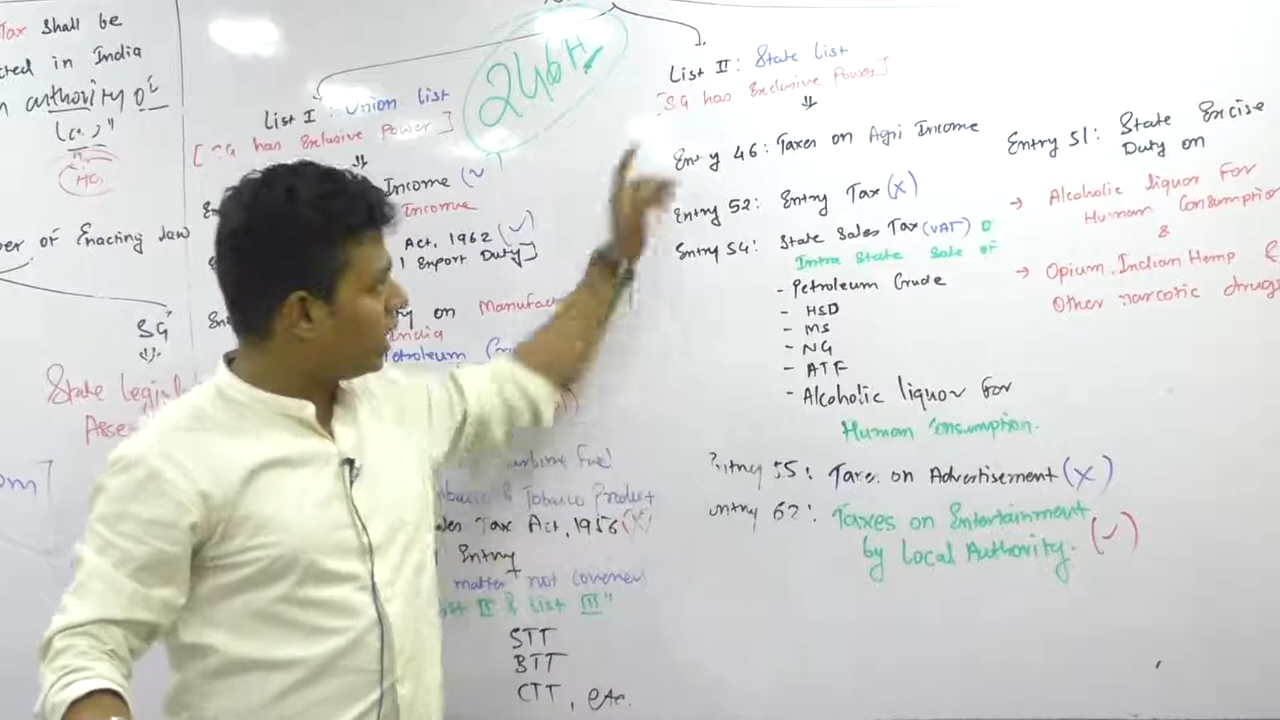 Tax shall be
cted in India
authority of
HC
er of Enacting law
SG
State Legisl
Asse
246A
List I : Union list
[CG has Exclusive Power]
Income (~
Income
Act, 1962 (✓)
Export Duty]
on Manufac
India
Petroleum
turbine fuel
Tobacco & Tobacco Product
Tax Act, 1956 (X)
Entry
matter not covered
List II & List III"
STT
BTT
CTT, etc.
List II : State List
[SG has Exclusive Power]
Entry 46 : Taxes on Agri Income
Entry 52 : Entry Tax (X)
Entry 54 : State Sales Tax (VAT)
Intra State Sale of
- Petroleum Crude
- HSD
- MS
- NG
- ATF
- Alcoholic liquor for
Human Consumption.
Entry 55 : Taxes on Advertisement (X)
Entry 62 : Taxes on Entertainment
by Local Authority. (✓)
Entry 51 : State Excise
Duty on
→ Alcoholic liquor For
Human Consumption
&
→ Opium, Indian Hemp &
Other narcotic drugs